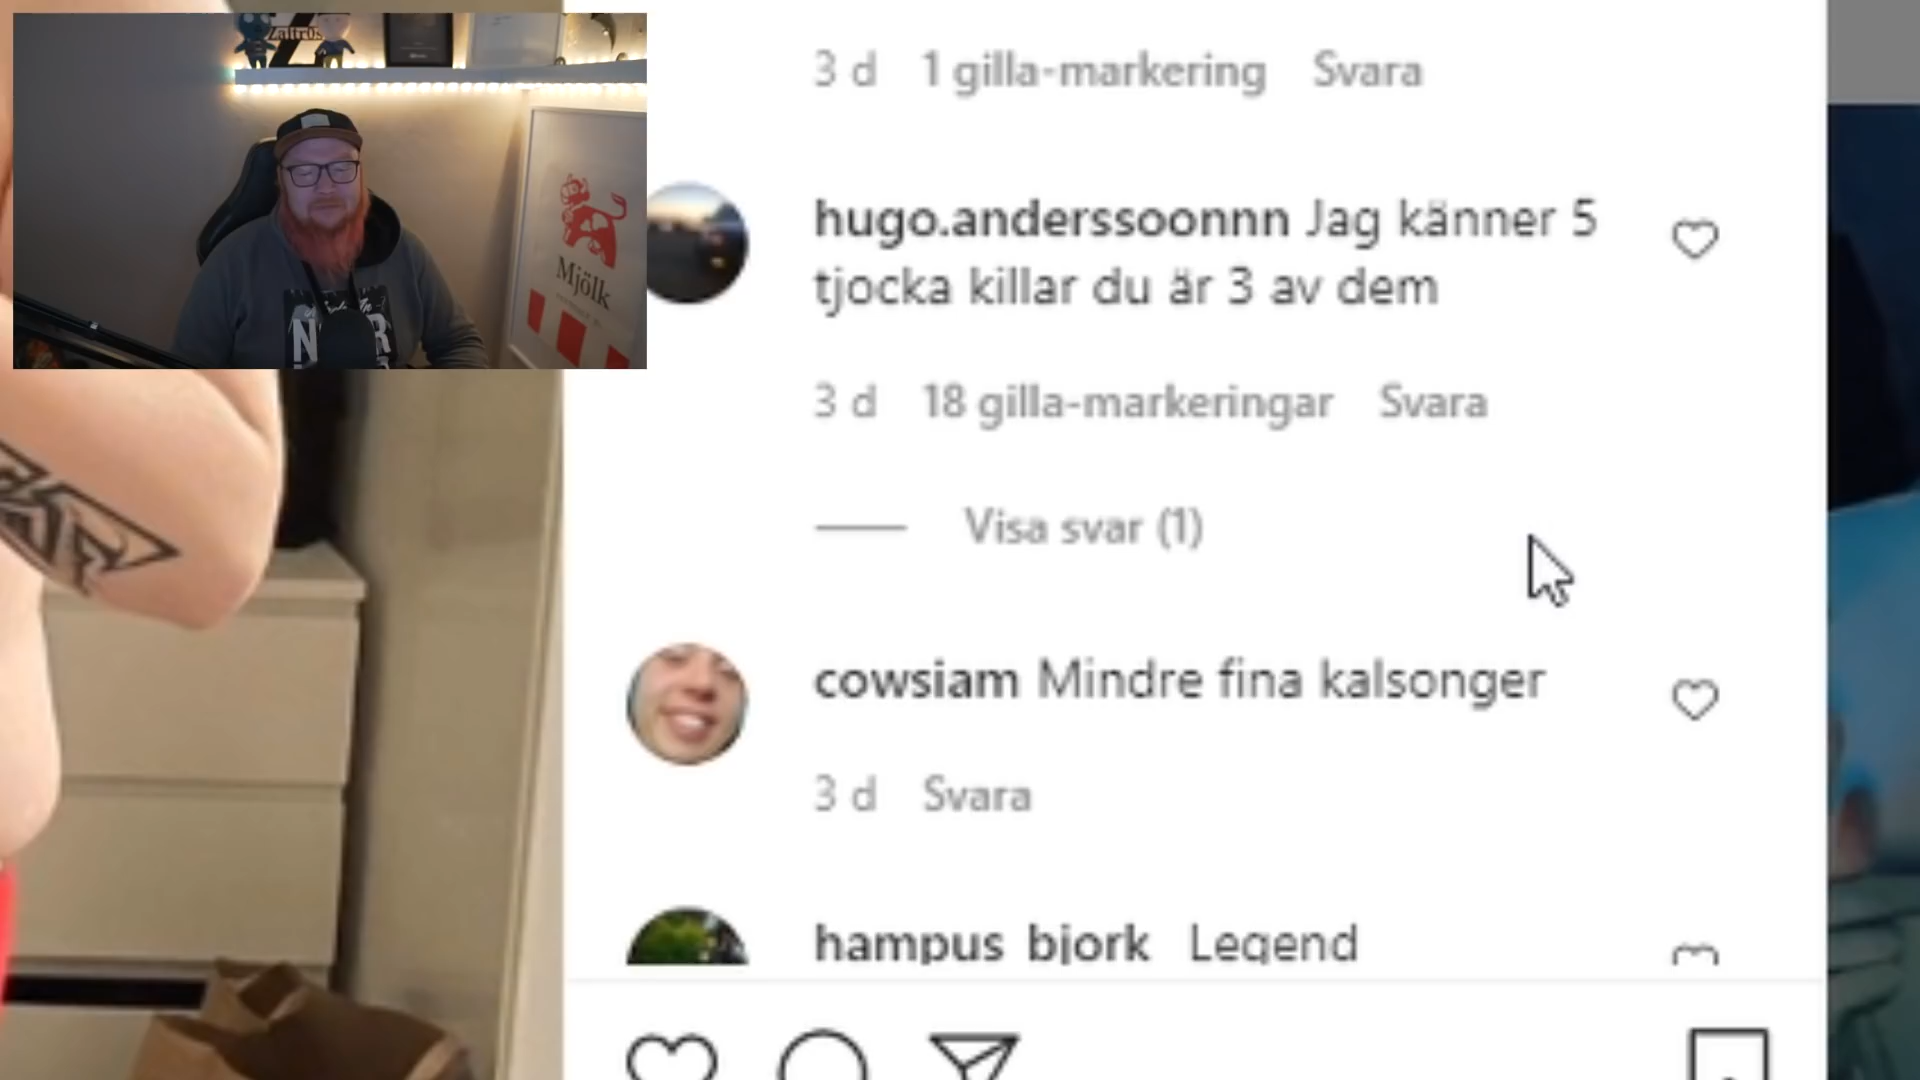 Zaitr0s
Mjölk
N R
3 d 1 gilla-markering Svara
hugo.anderssoonnn Jag känner 5
tjocka killar du är 3 av dem
3 d 18 gilla-markeringar Svara
Visa svar (1)
cowsiam Mindre fina kalsonger
3 d Svara
hampus_bjork Legend